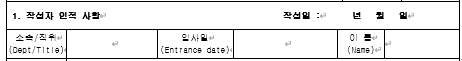 1. 작성자 인적 사항 작성일 : 년 월 일
소속/직위 입사일 이 름
(Dept/Title) (Entrance date) (Name)